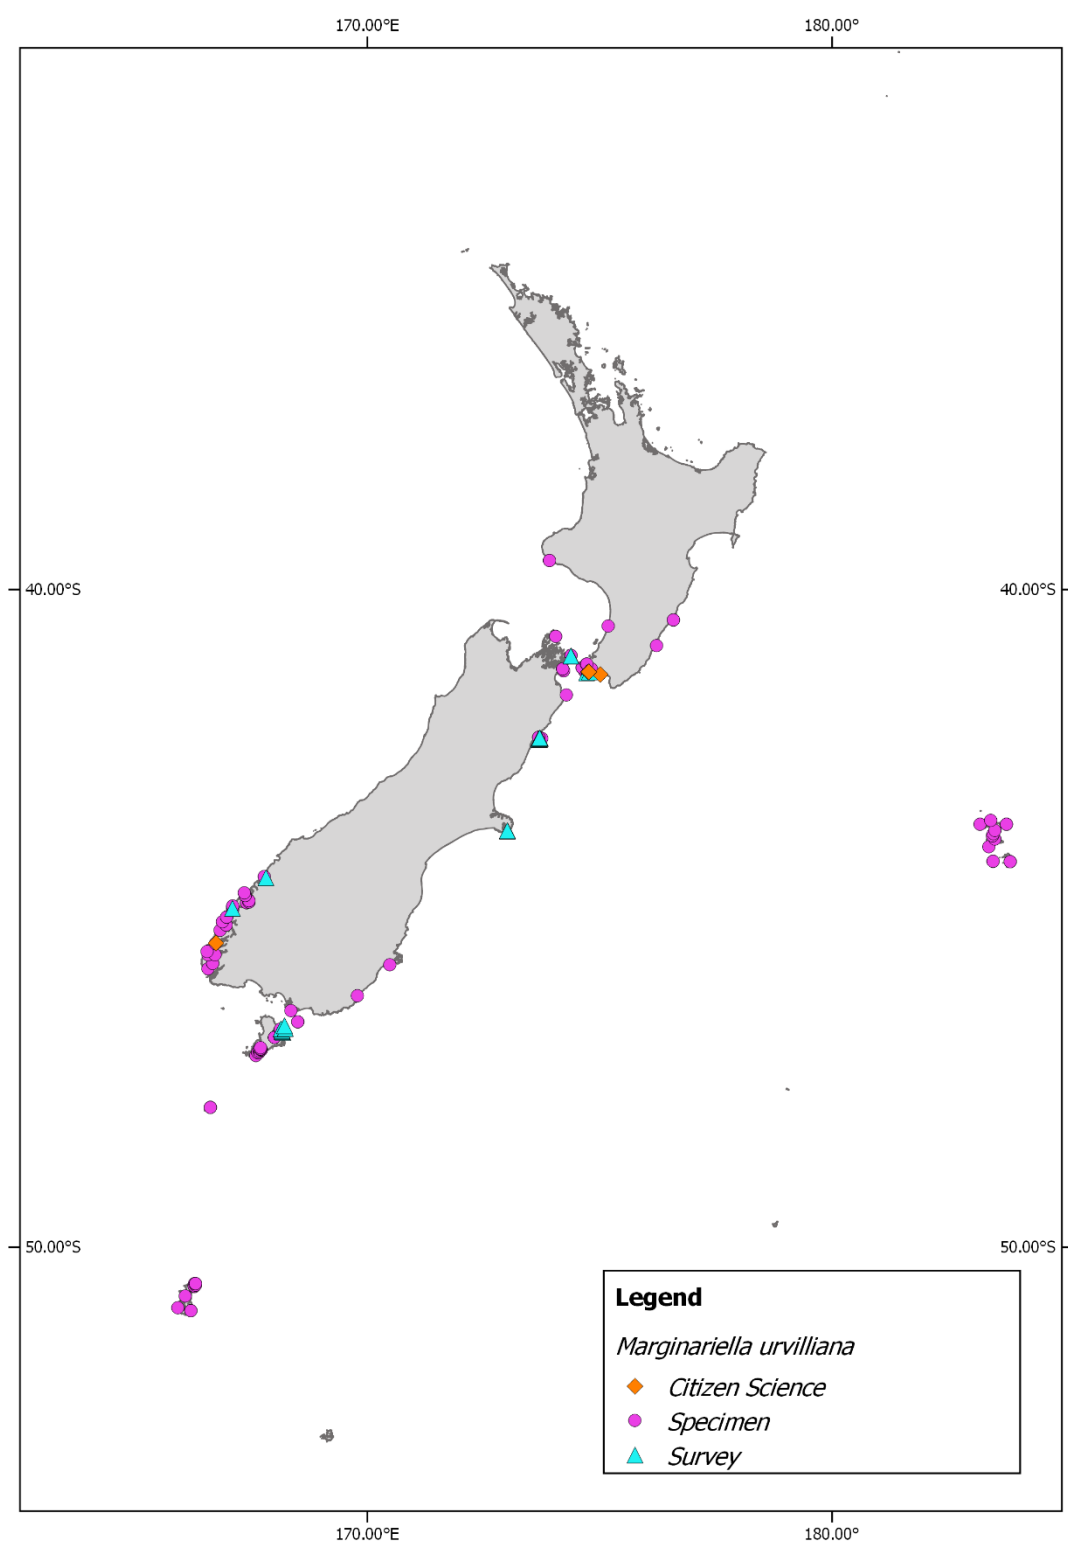 170.00°E 180.00°
40.00°S 40.00°S
50.00°S 50.00°S
Legend
Marginariella urvilliana
Citizen Science
Specimen
Survey
170.00°E 180.00°